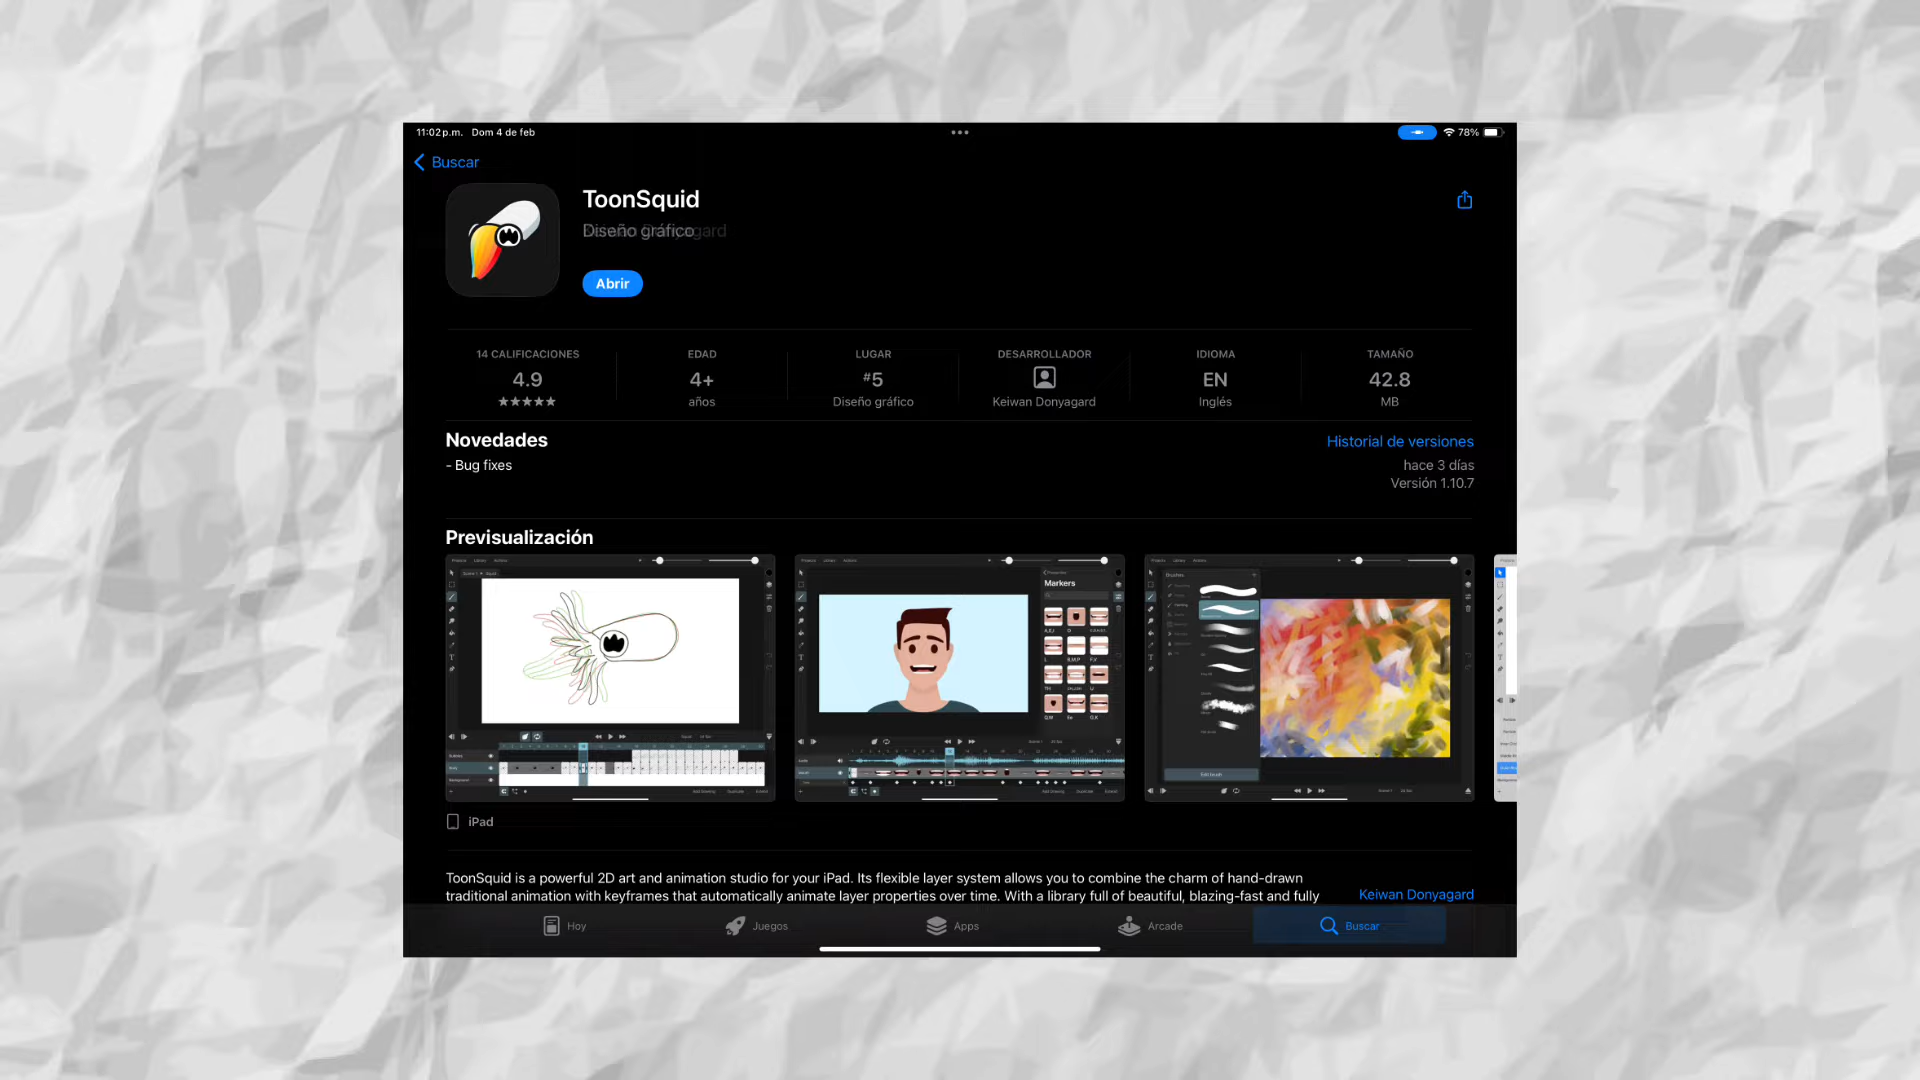 11:02 p.m. Dom 4 de feb
78%
Buscar
ToonSquid
Diseño gráfico
Abrir
14 CALIFICACIONES
4.9
EDAD
4+
años
LUGAR
#5
Diseño gráfico
DESARROLLADOR
Keiwan Donyagard
IDIOMA
EN
Inglés
TAMAÑO
42.8
MB
Novedades
Historial de versiones
- Bug fixes
hace 3 días
Versión 1.10.7
Previsualización
Markers
Brushes
Edit brush
iPad
ToonSquid is a powerful 2D art and animation studio for your iPad. Its flexible layer system allows you to combine the charm of hand-drawn
traditional animation with keyframes that automatically animate layer properties over time. With a library full of beautiful, blazing-fast and fully
Keiwan Donyagard
Hoy
Juegos
Apps
Arcade
Buscar